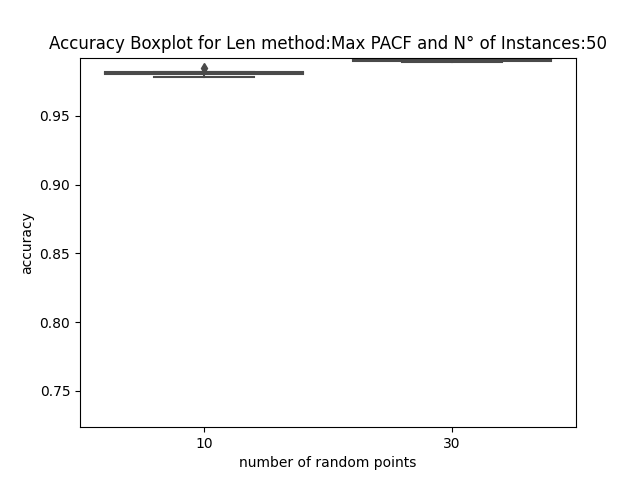 Accuracy Boxplot for Len method:Max PACF and N° of Instances:50
0.95
0.90
0.85
0.80
0.75
accuracy
10
30
number of random points